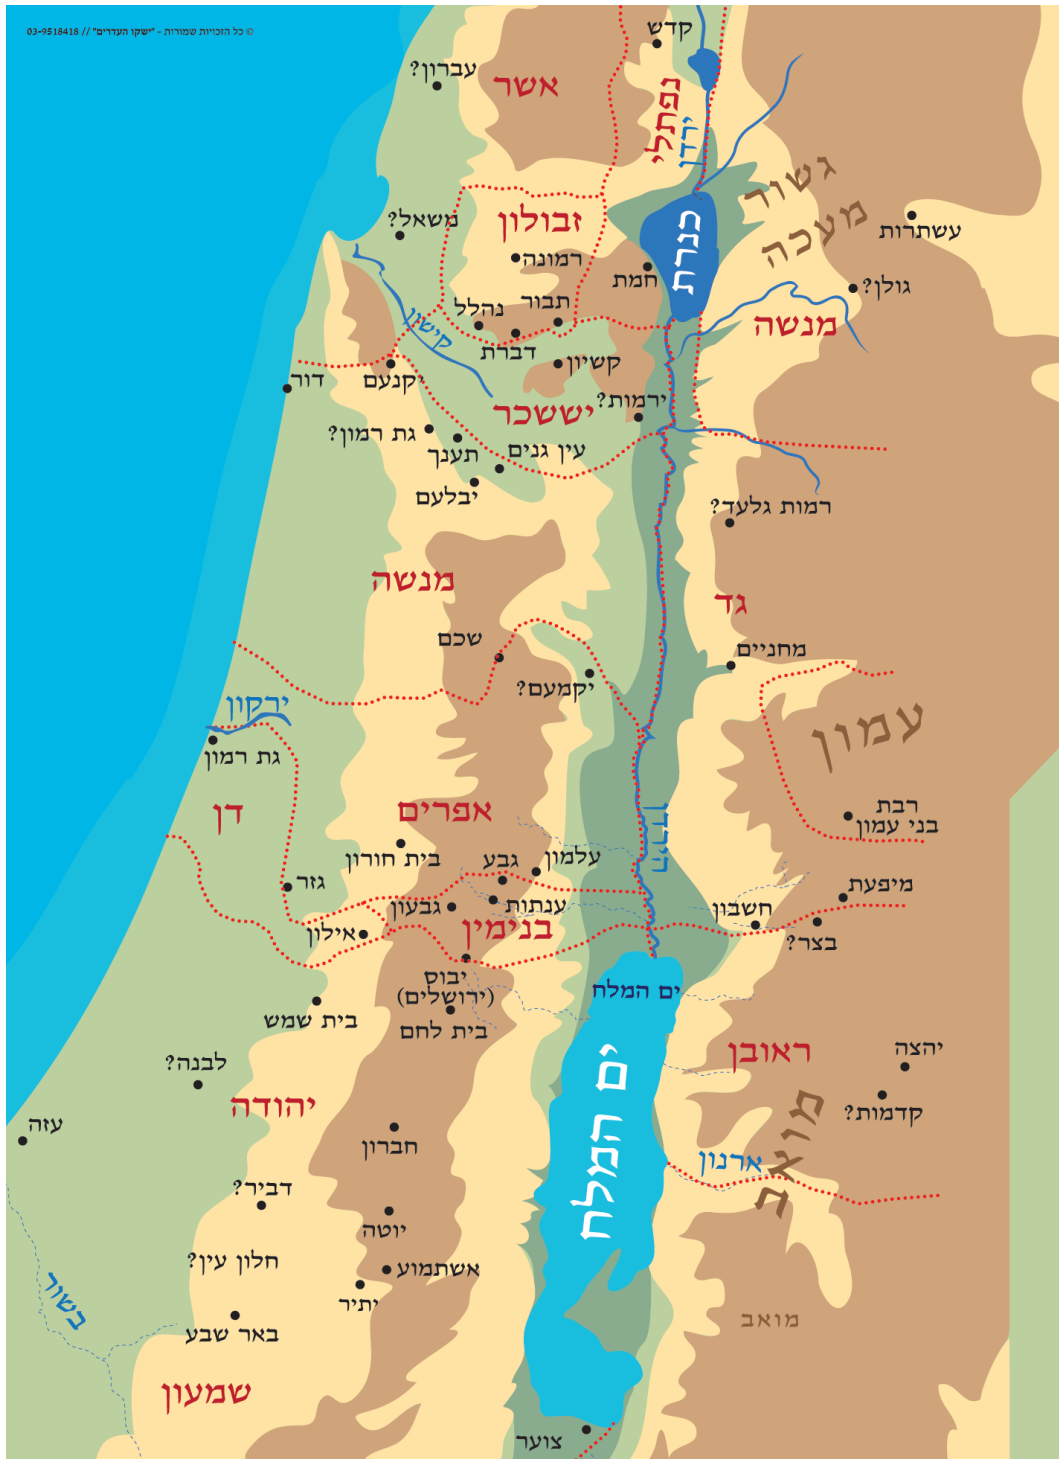 © כל הזכויות שמורות - "ישקו העדרים" // 03-9518418
קדש
עברון?
אשר
נפתלי
ירדן
גשור
מעכה
משאל?
זבולון
כנרת
עשתרות
רמונה
חמת
גולן?
תבור
נהלל
מנשה
קישון
דברת
קשיון
יקנעם
דור
ירמות?
יששכר
גת רמון?
תענך
עין גנים
יבלעם
רמות גלעד?
מנשה
גד
שכם
מחניים
יקמעם?
ירקון
עמון
גת רמון
דן
אפרים
הירדן
רבת
בני עמון
בית חורון
גבע
עלמון
גזר
מיפעת
גבעון
ענתות
חשבון
אילון
בנימין
בצר?
יבוס
(ירושלים)
ים המלח
בית שמש
בית לחם
ראובן
יהצה
לבנה?
ים המלח
יהודה
קדמות?
מואב
עזה
חברון
ארנון
דביר?
יוטה
חלון עין?
אשתמוע
בשור
יתיר
באר שבע
מואב
שמעון
צוער